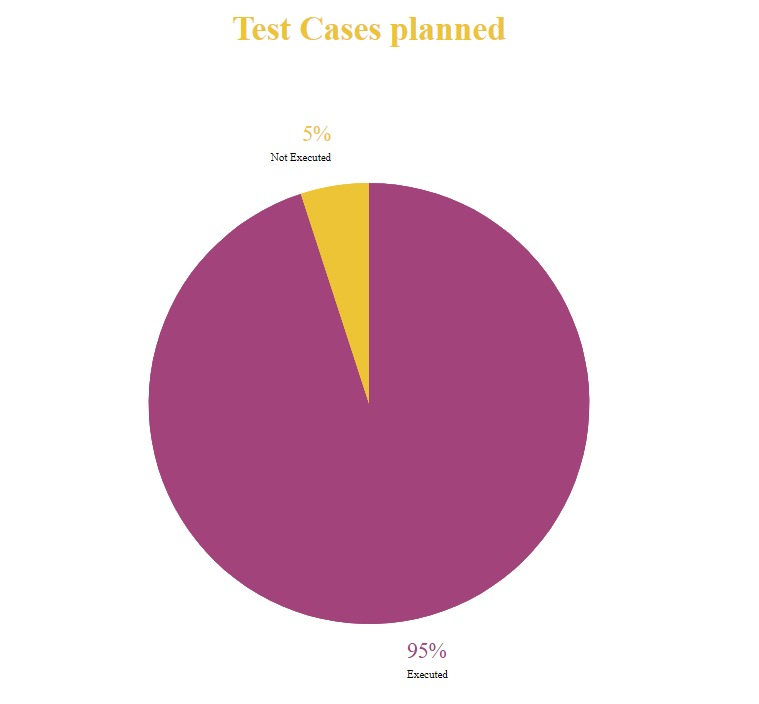 Test Cases planned
5%
Not Executed
95%
Executed